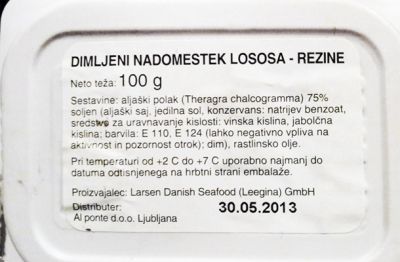 DIMLJENI NADOMESTEK LOSOSA - REZINE
Neto teža: 100 g
Sestavine: aljaški polak (Theragra chalcogramma) 75%
soljen (aljaški saj, jedilna sol, konzervans: natrijev benzoat,
sredstvo za uravnavanje kislosti: vinska kislina, jabolčna
kislina; barvila: E 110, E 124 (lahko negativno vpliva na
aktivnost in pozornost otrok); dim), rastlinsko olje.
Pri temperaturi od +2 C do +7 C uporabno najmanj do
datuma odtisnjenega na hrbtni strani embalaže.
Proizvajalec: Larsen Danish Seafood (Leegina) GmbH
Distributer: 30.05.2013
Al ponte d.o.o. Ljubljana